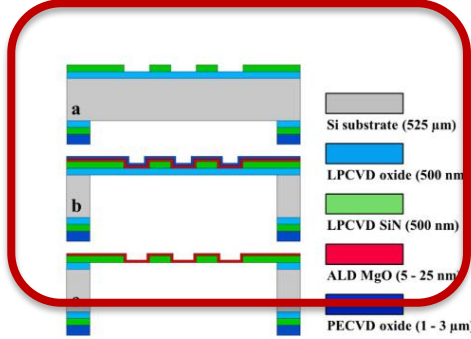 a
Si substrate (525 µm)
LPCVD oxide (500 nm)
b
LPCVD SiN (500 nm)
ALD MgO (5 - 25 nm)
PECVD oxide (1 - 3 µm)